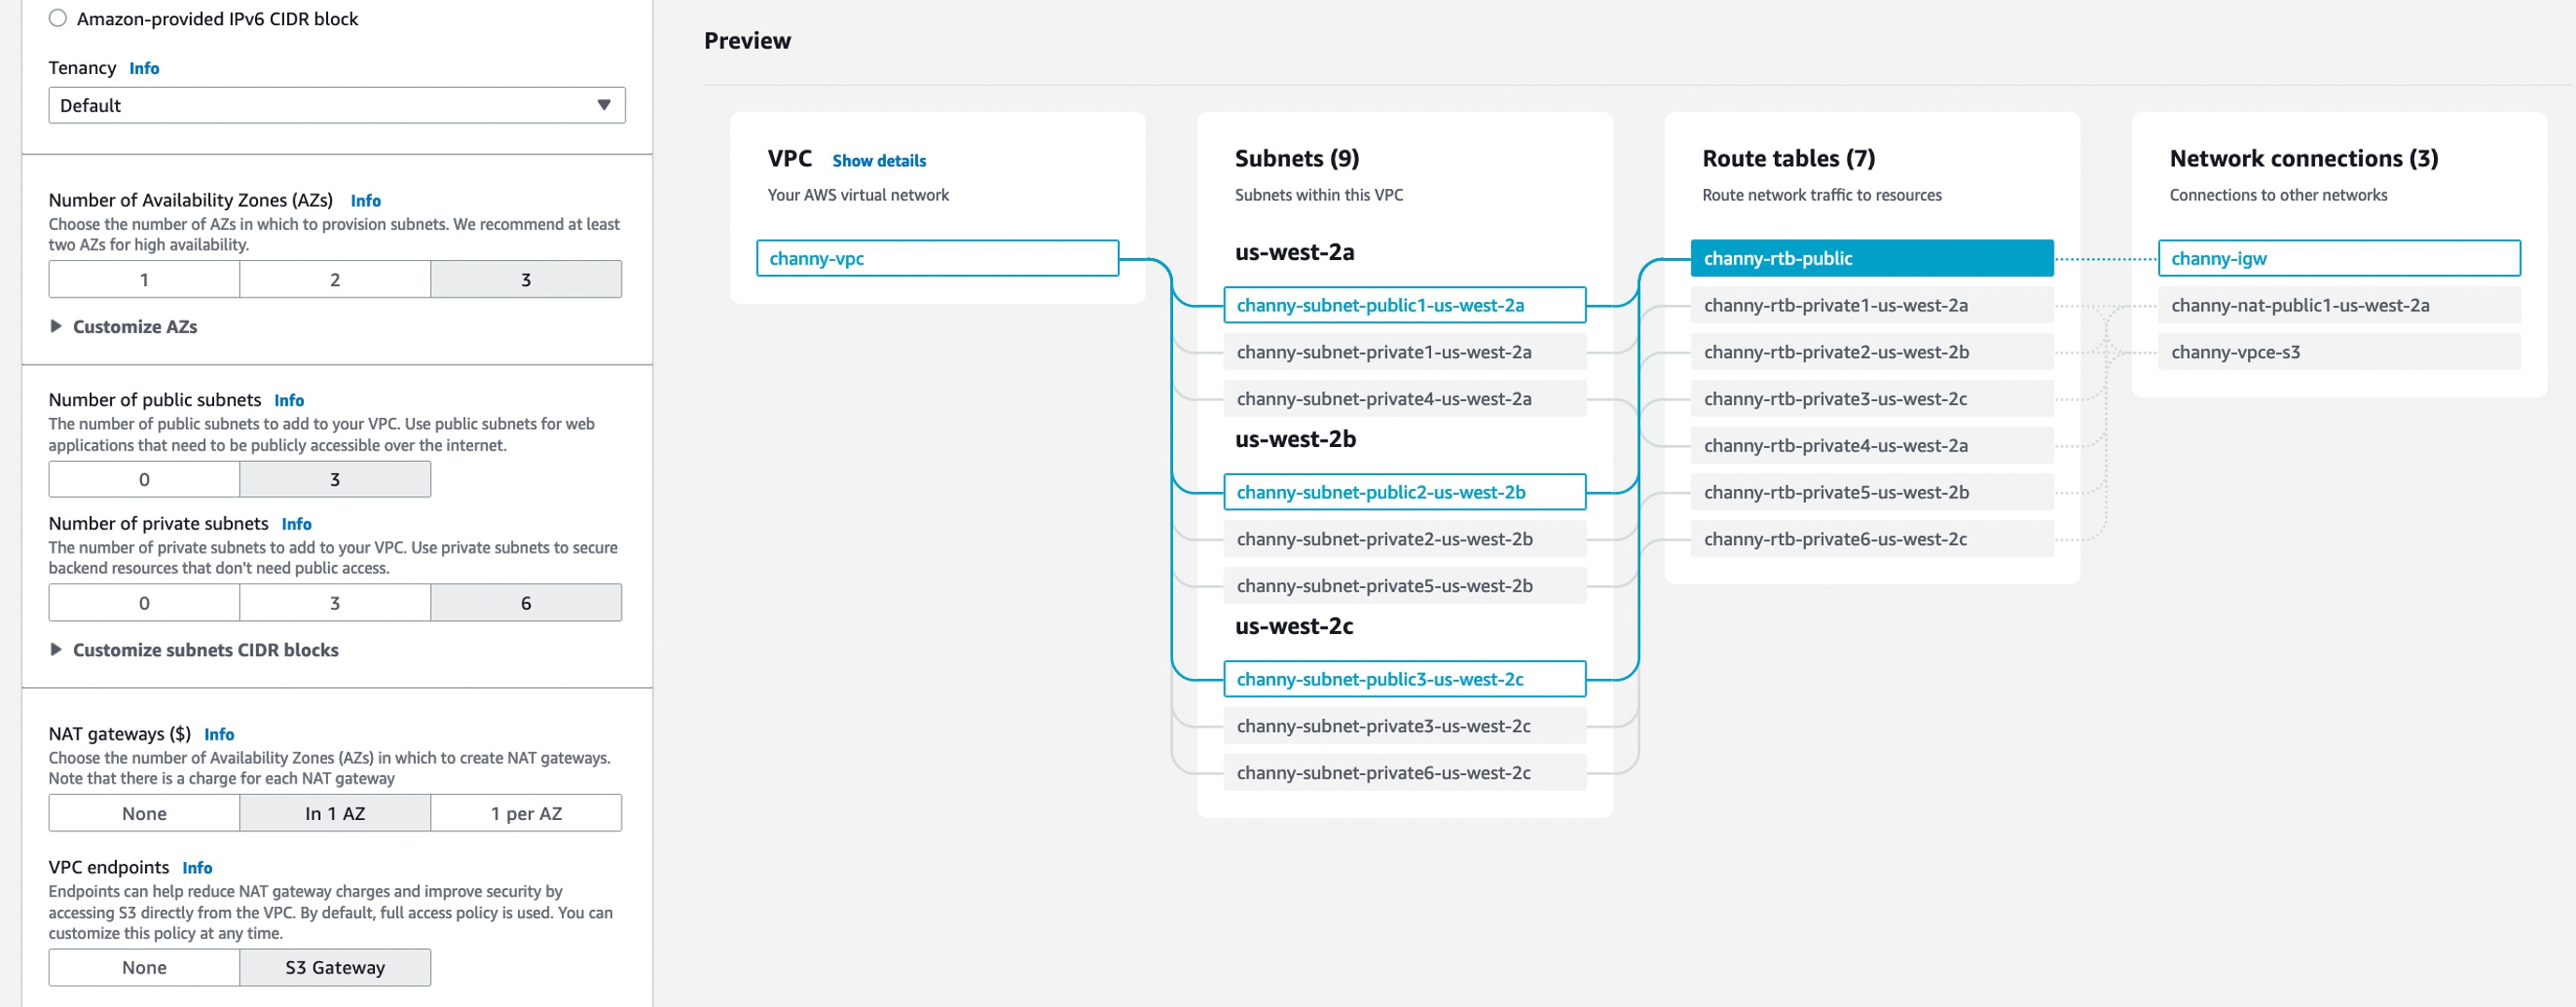 Amazon-provided IPv6 CIDR block
Tenancy Info
Default
Number of Availability Zones (AZs) Info
Choose the number of AZs in which to provision subnets. We recommend at least
two AZs for high availability.
1 2 3
Customize AZs
Number of public subnets Info
The number of public subnets to add to your VPC. Use public subnets for web
applications that need to be publicly accessible over the internet.
0 3
Number of private subnets Info
The number of private subnets to add to your VPC. Use private subnets to secure
backend resources that don't need public access.
0 3 6
Customize subnets CIDR blocks
NAT gateways ($) Info
Choose the number of Availability Zones (AZs) in which to create NAT gateways.
Note that there is a charge for each NAT gateway
None In 1 AZ 1 per AZ
VPC endpoints Info
Endpoints can help reduce NAT gateway charges and improve security by
accessing S3 directly from the VPC. By default, full access policy is used. You can
customize this policy at any time.
None S3 Gateway
Preview
VPC Show details
Your AWS virtual network
channy-vpc
Subnets (9)
Subnets within this VPC
us-west-2a
channy-subnet-public1-us-west-2a
channy-subnet-private1-us-west-2a
channy-subnet-private4-us-west-2a
us-west-2b
channy-subnet-public2-us-west-2b
channy-subnet-private2-us-west-2b
channy-subnet-private5-us-west-2b
us-west-2c
channy-subnet-public3-us-west-2c
channy-subnet-private3-us-west-2c
channy-subnet-private6-us-west-2c
Route tables (7)
Route network traffic to resources
channy-rtb-public
channy-rtb-private1-us-west-2a
channy-rtb-private2-us-west-2b
channy-rtb-private3-us-west-2c
channy-rtb-private4-us-west-2a
channy-rtb-private5-us-west-2b
channy-rtb-private6-us-west-2c
Network connections (3)
Connections to other networks
channy-igw
channy-nat-public1-us-west-2a
channy-vpce-s3